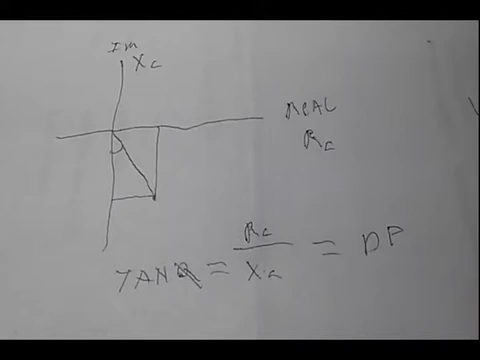 Im
Xc
REAL
Rc
Rc
TAN = — = DP
Xc